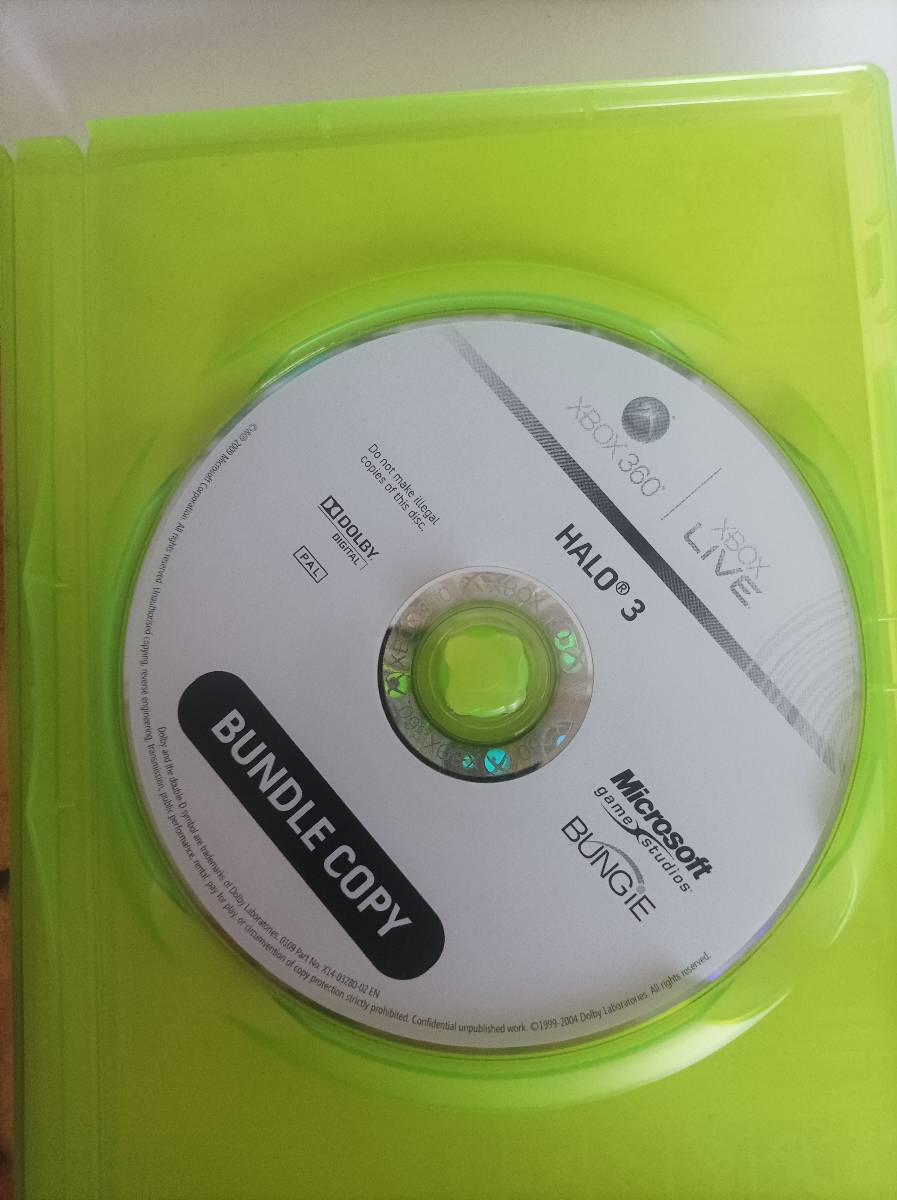 XBOX 360
XBOX
LIVE
HALO® 3
Do not make illegal
copies of this disc.
DOLBY
DIGITAL
PAL
BUNDLE COPY
Microsoft
game studios
BUNGIE
©&℗ 2009 Microsoft Corporation. All rights reserved. Unauthorised copying, reverse engineering, transmission, public performance, rental, pay for play, or circumvention of copy protection strictly prohibited. Confidential unpublished work. ©1999-2004 Dolby Laboratories. All rights reserved.
Dolby and the double D symbol are trademarks of Dolby Laboratories. 0109 Part No. X14-03280-02 EN
XBOX